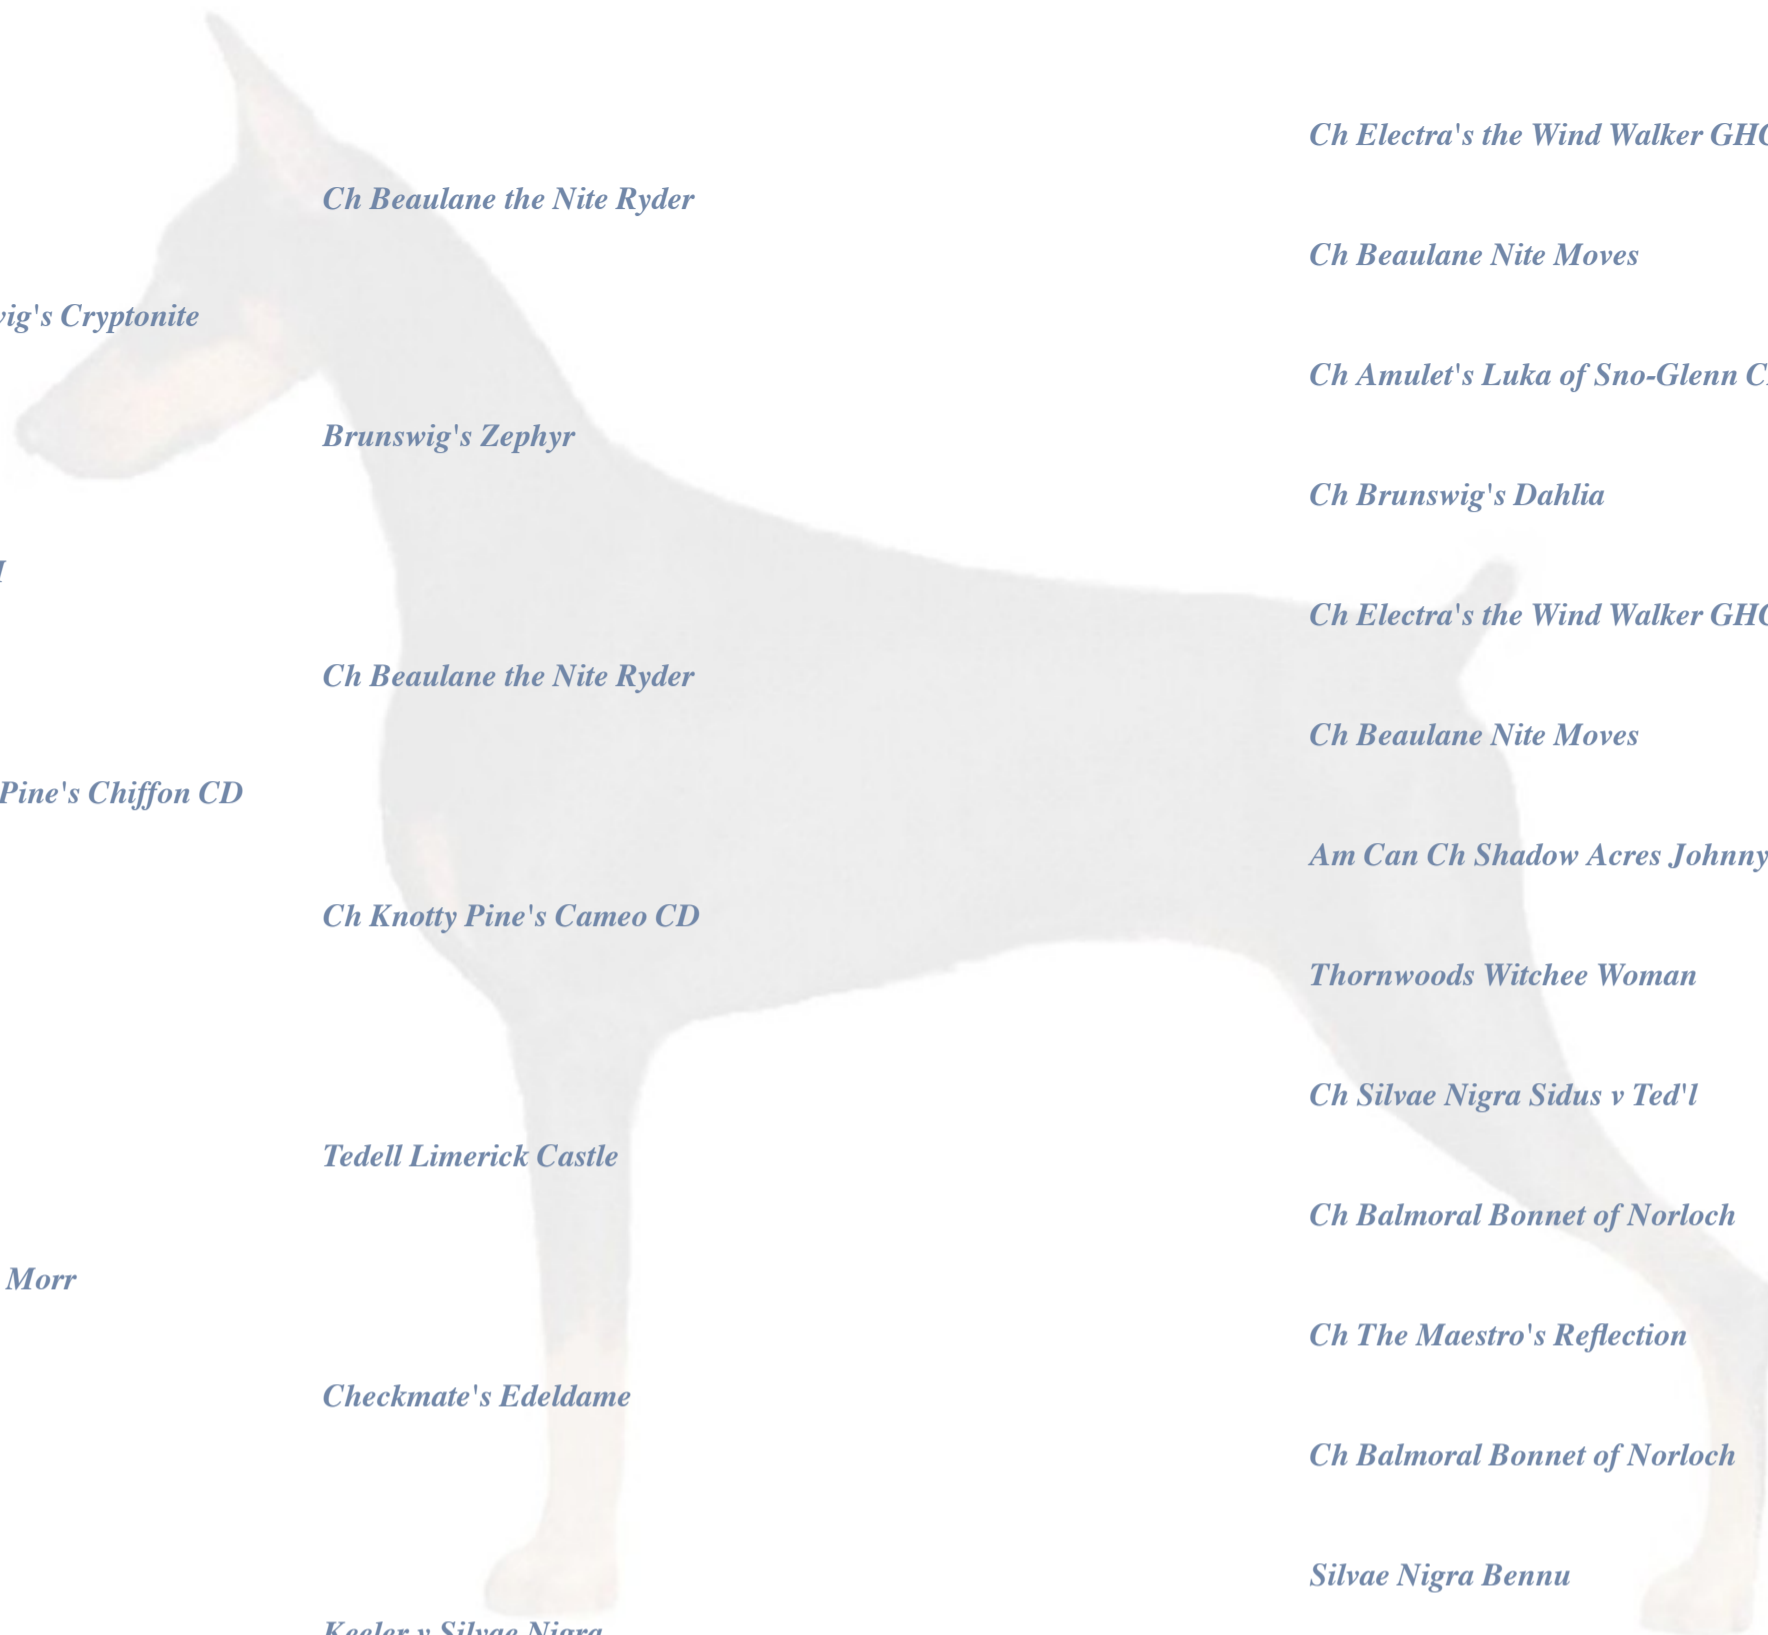 Ch Electra's the Wind Walker
Ch Beaulane the Nite Ryder
Ch Beaulane Nite Moves
Cryptonite
Ch Amulet's Luka of Sno-Glenn
Brunswig's Zephyr
Ch Brunswig's Dahlia
Ch Electra's the Wind Walker
Ch Beaulane the Nite Ryder
Ch Beaulane Nite Moves
Pine's Chiffon CD
Am Can Ch Shadow Acres Johnny
Ch Knotty Pine's Cameo CD
Thornwoods Witchee Woman
Ch Silvae Nigra Sidus v Ted'l
Tedell Limerick Castle
Ch Balmoral Bonnet of Norloch
Morr
Ch The Maestro's Reflection
Checkmate's Edeldame
Ch Balmoral Bonnet of Norloch
Silvae Nigra Bennu
Keeler v Silvae Nigra